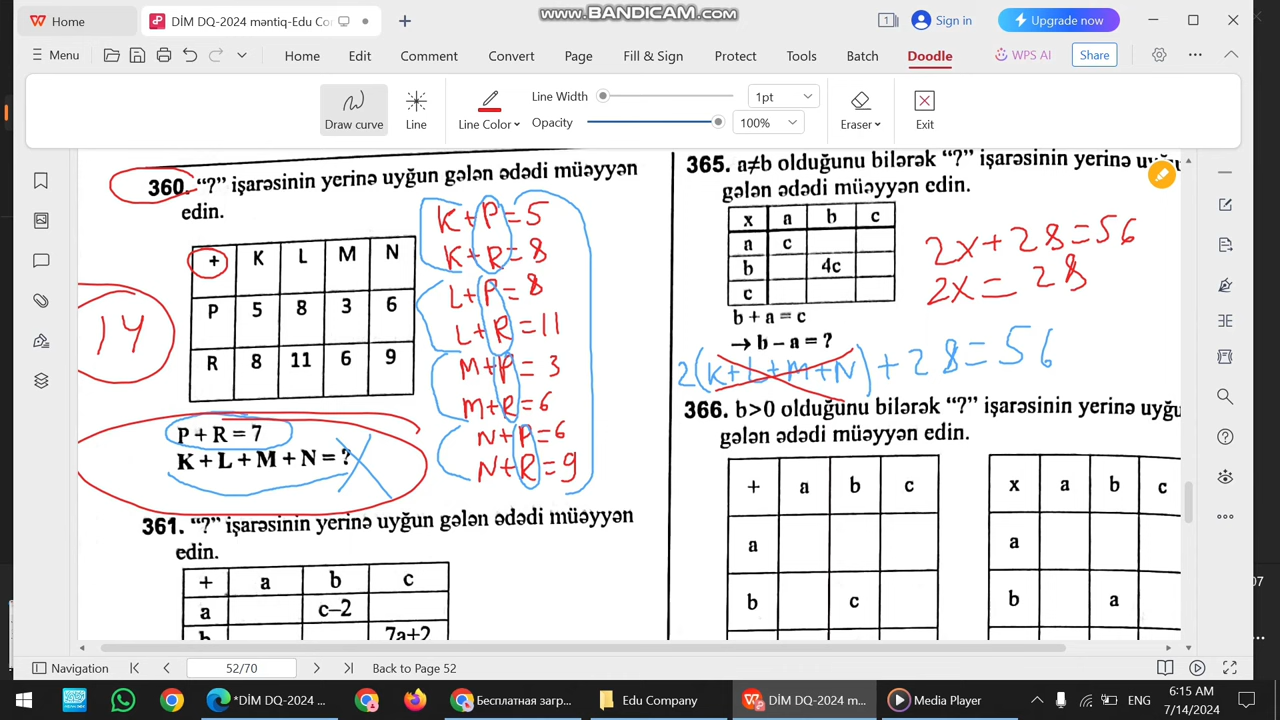 www.BANDICAM.com
Home
DİM DQ-2024 mantiq-Edu Co
Sign in
Upgrade now
Menu
Home
Edit
Comment
Convert
Page
Fill & Sign
Protect
Tools
Batch
Doodle
WPS AI
Share
Draw curve
Line
Line Color
Line Width
1pt
Opacity
100%
Eraser
Exit
360. “?” işarəsinin yerinə uyğun gələn ədədi müəyyən
edin.
+ K L M N
P 5 8 3 6
R 8 11 6 9
14
P + R = 7
K + L + M + N = ?
K+P=5
K+R=8
L+P=8
L+R=11
M+P=3
M+R=6
N+P=6
N+R=9
361. “?” işarəsinin yerinə uyğun gələn ədədi müəyyən
edin.
+ a b c
a c–2
b 7a+2
365. a≠b olduğunu bilərək “?” işarəsinin yerinə uyğu
gələn ədədi müəyyən edin.
x a b c
a c
b 4c
c
b + a = c
→ b – a = ?
2x+28=56
2x=28
2(K+L+M+N)+28=56
366. b>0 olduğunu bilərək “?” işarəsinin yerinə uyğu
gələn ədədi müəyyən edin.
+ a b c
a
b c
x a b c
a
b a
Navigation
52/70
Back to Page 52
*DİM DQ-2024 ...
Бесплатная загр...
Edu Company
DİM DQ-2024 m...
Media Player
ENG
6:15 AM
7/14/2024
07